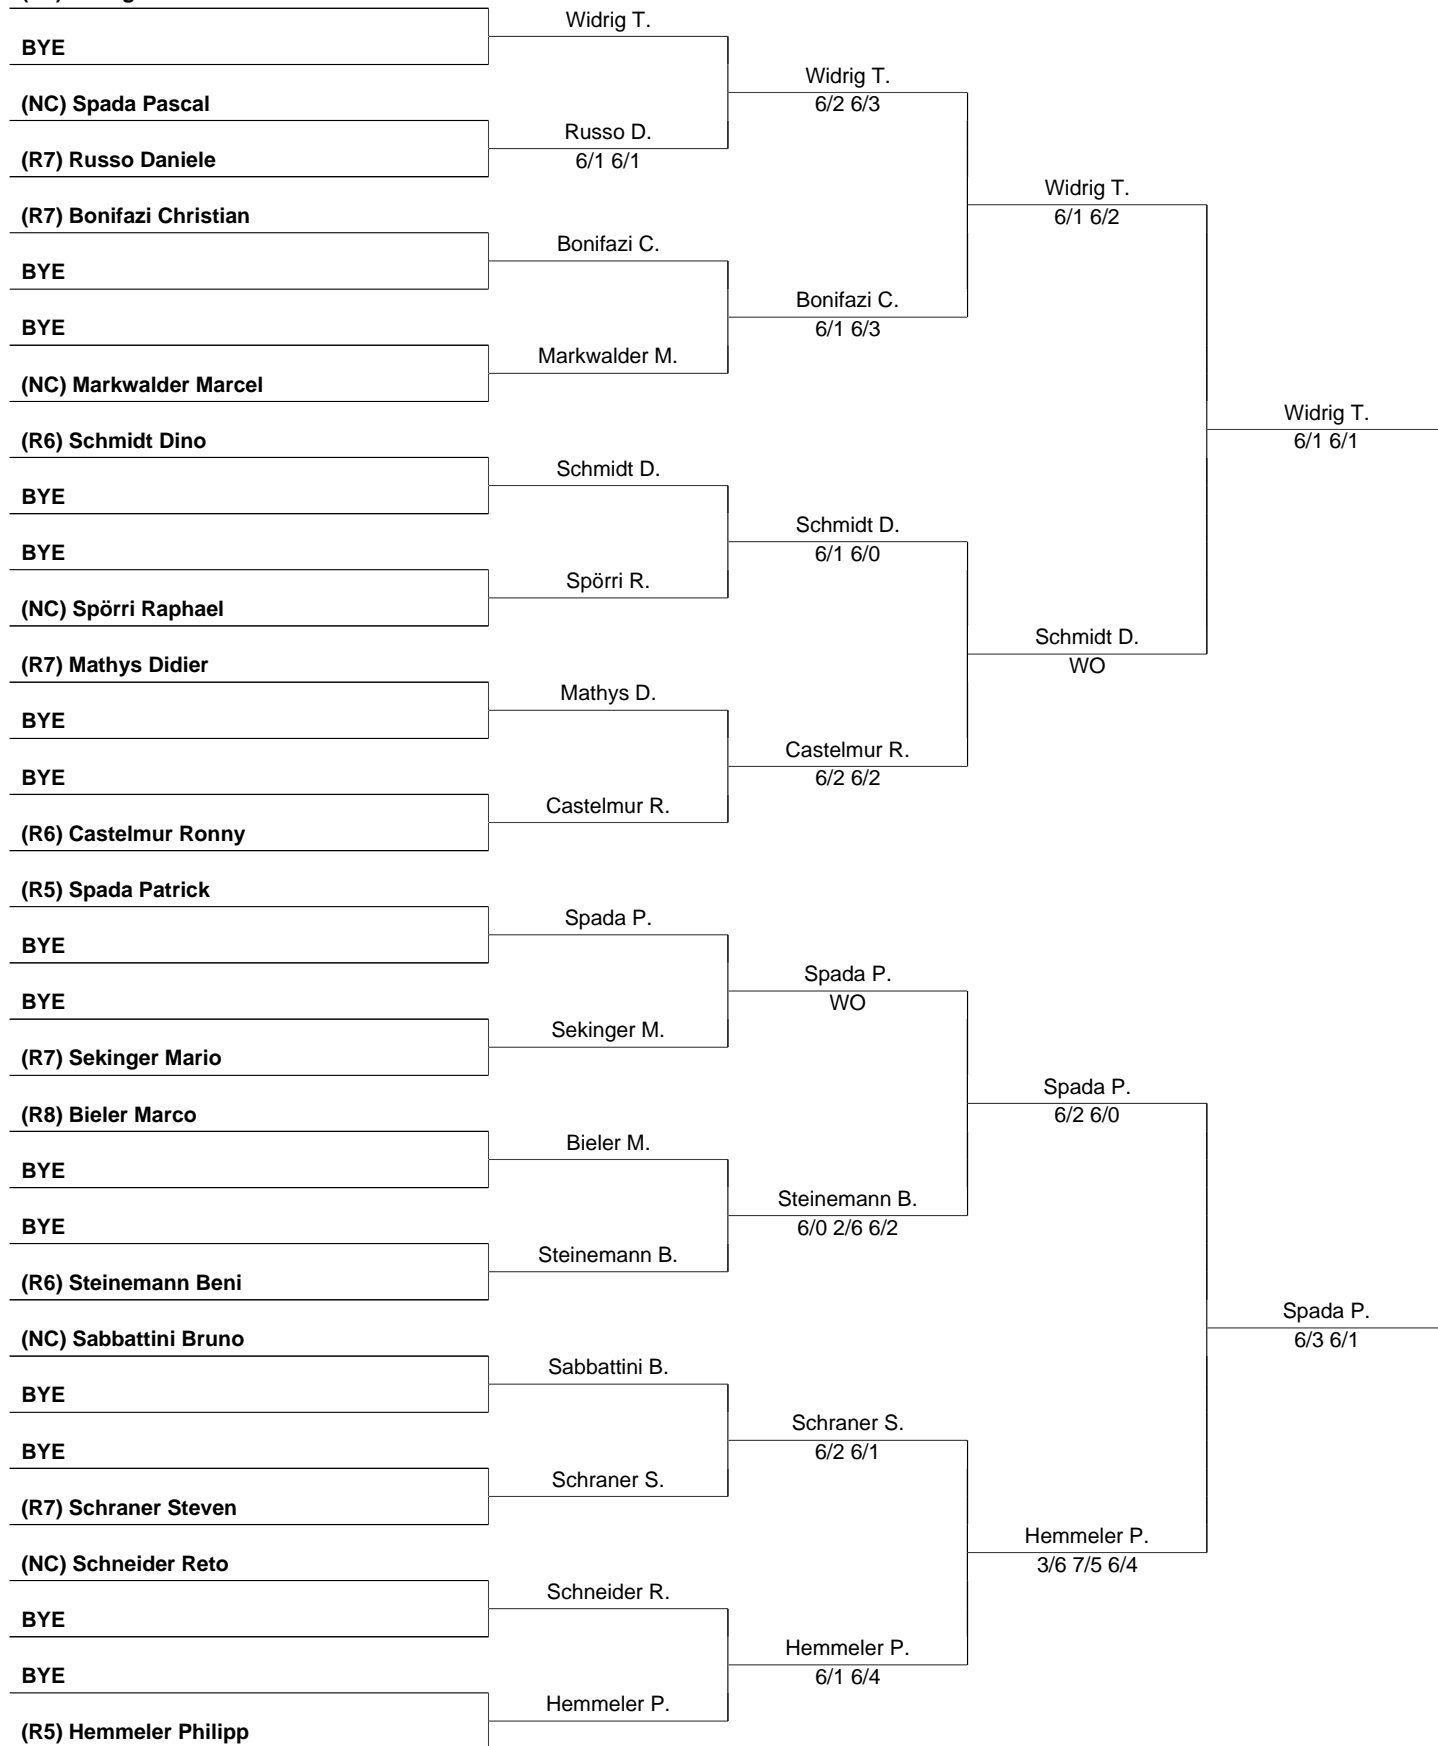 BYE
(NC) Spada Pascal
(R7) Russo Daniele
(R7) Bonifazi Christian
BYE
BYE
(NC) Markwalder Marcel
(R6) Schmidt Dino
BYE
BYE
(NC) Spörri Raphael
(R7) Mathys Didier
BYE
BYE
(R6) Castelmur Ronny
(R5) Spada Patrick
BYE
BYE
(R7) Sekinger Mario
(R8) Bieler Marco
BYE
BYE
(R6) Steinemann Beni
(NC) Sabbattini Bruno
BYE
BYE
(R7) Schraner Steven
(NC) Schneider Reto
BYE
BYE
(R5) Hemmeler Philipp
Widrig T.
Russo D.
6/1 6/1
Bonifazi C.
Markwalder M.
Schmidt D.
Spörri R.
Mathys D.
Castelmur R.
Spada P.
Sekinger M.
Bieler M.
Steinemann B.
Sabbattini B.
Schraner S.
Schneider R.
Hemmeler P.
Widrig T.
6/2 6/3
Bonifazi C.
6/1 6/3
Schmidt D.
6/1 6/0
Castelmur R.
6/2 6/2
Spada P.
WO
Steinemann B.
6/0 2/6 6/2
Schraner S.
6/2 6/1
Hemmeler P.
6/1 6/4
Widrig T.
6/1 6/2
Schmidt D.
WO
Spada P.
6/2 6/0
Hemmeler P.
3/6 7/5 6/4
Widrig T.
6/1 6/1
Spada P.
6/3 6/1